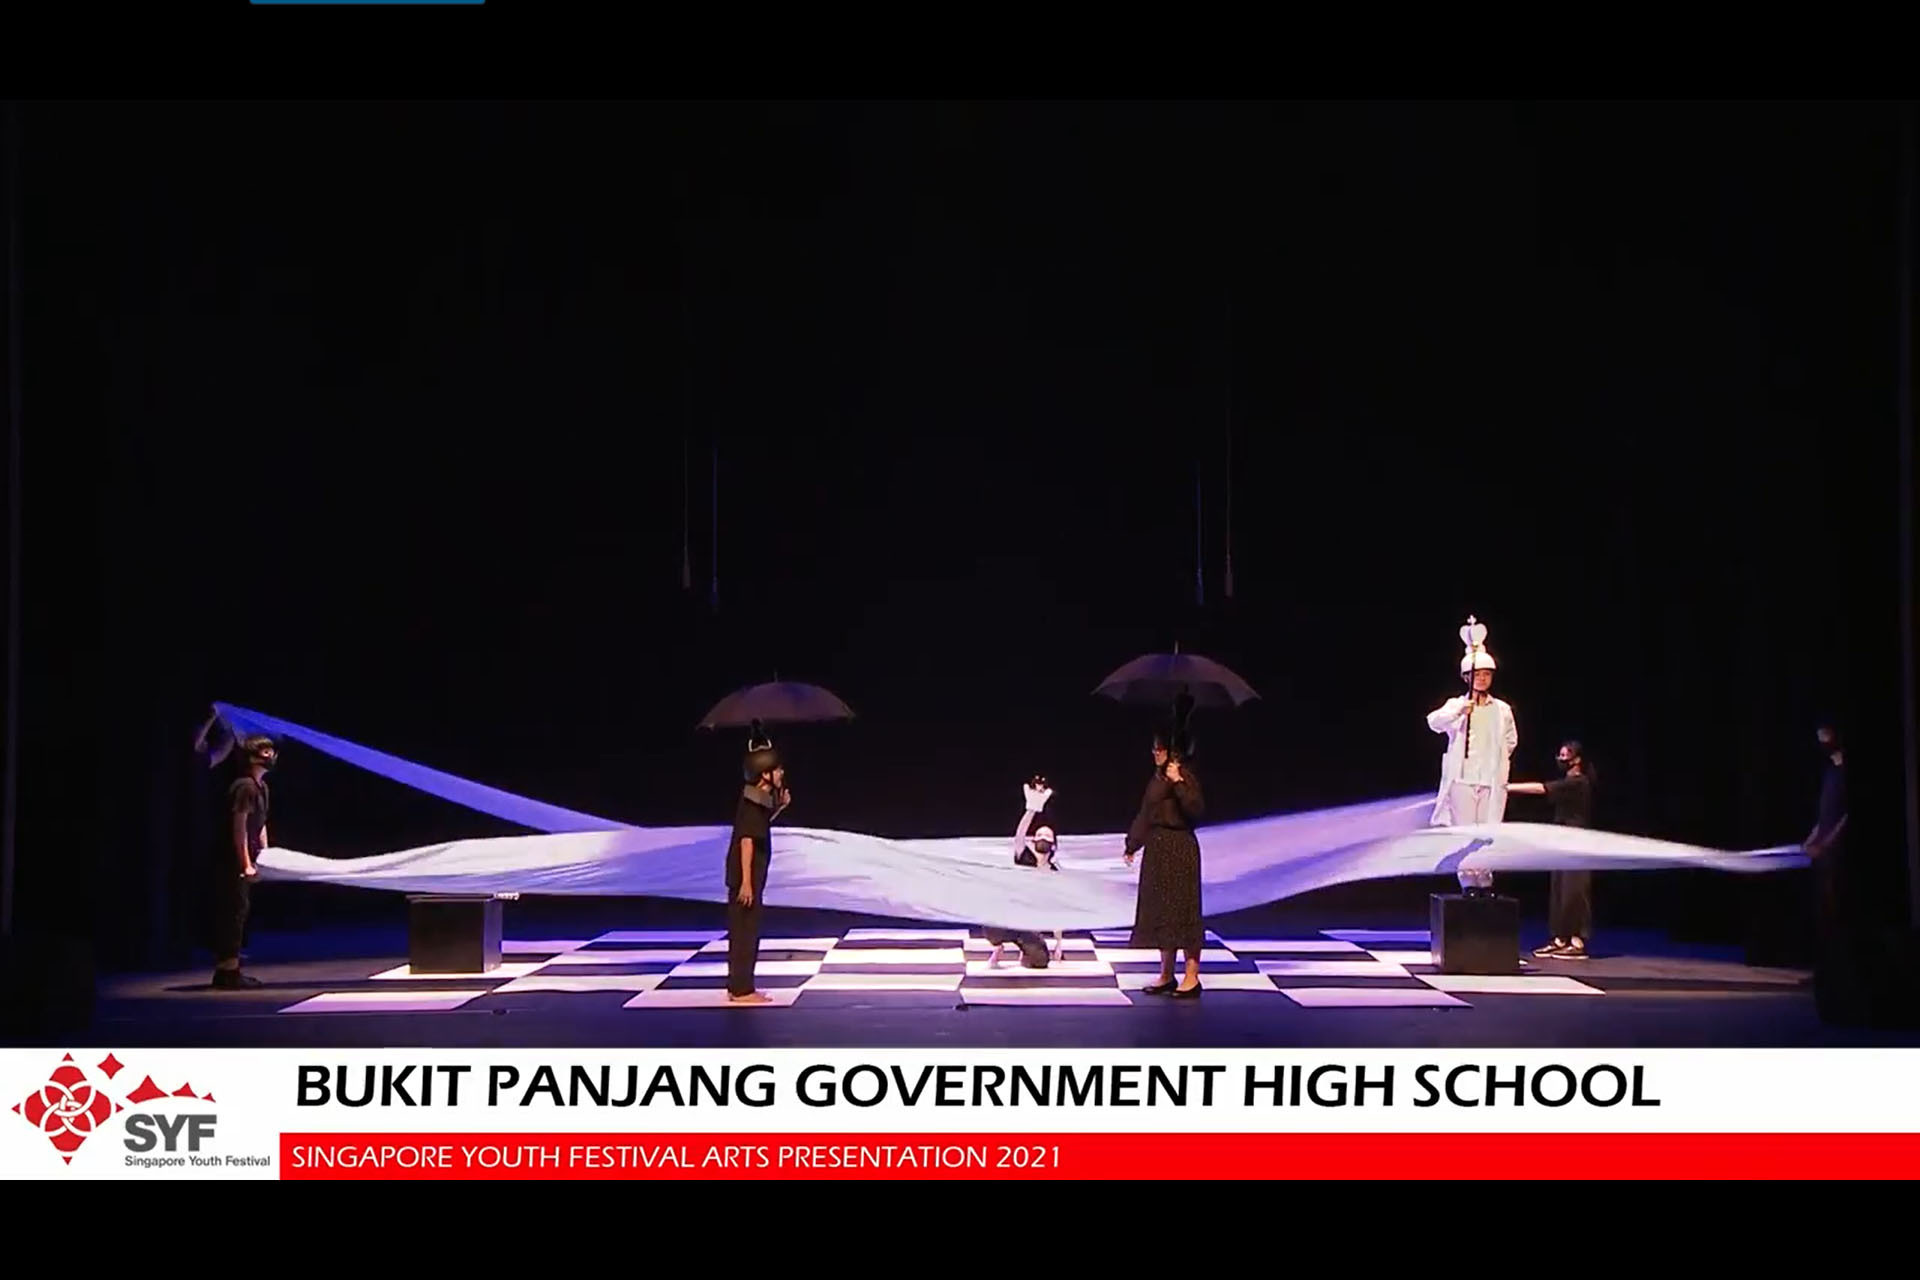 BUKIT PANJANG GOVERNMENT HIGH SCHOOL
SYF
Singapore Youth Festival
SINGAPORE YOUTH FESTIVAL ARTS PRESENTATION 2021